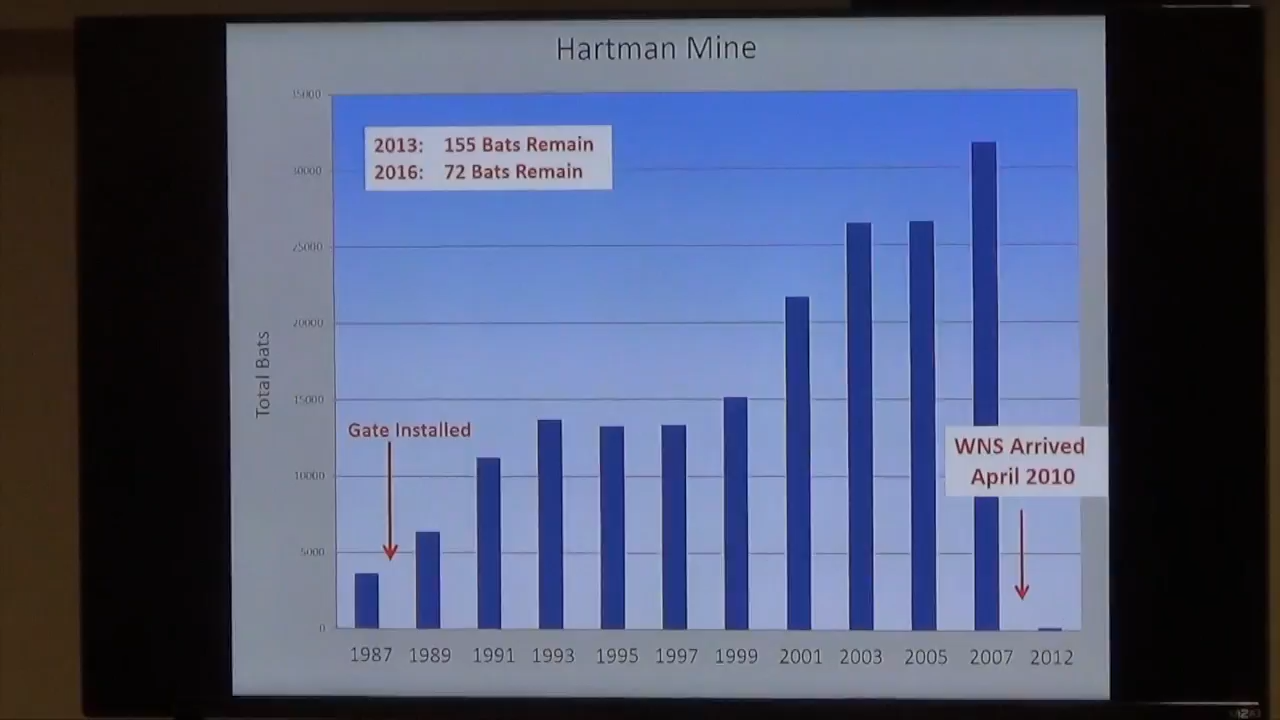 Hartman Mine
35000
2013: 155 Bats Remain
2016: 72 Bats Remain
30000
25000
20000
15000
10000
5000
0
Total Bats
Gate Installed
WNS Arrived
April 2010
1987 1989 1991 1993 1995 1997 1999 2001 2003 2005 2007 2012